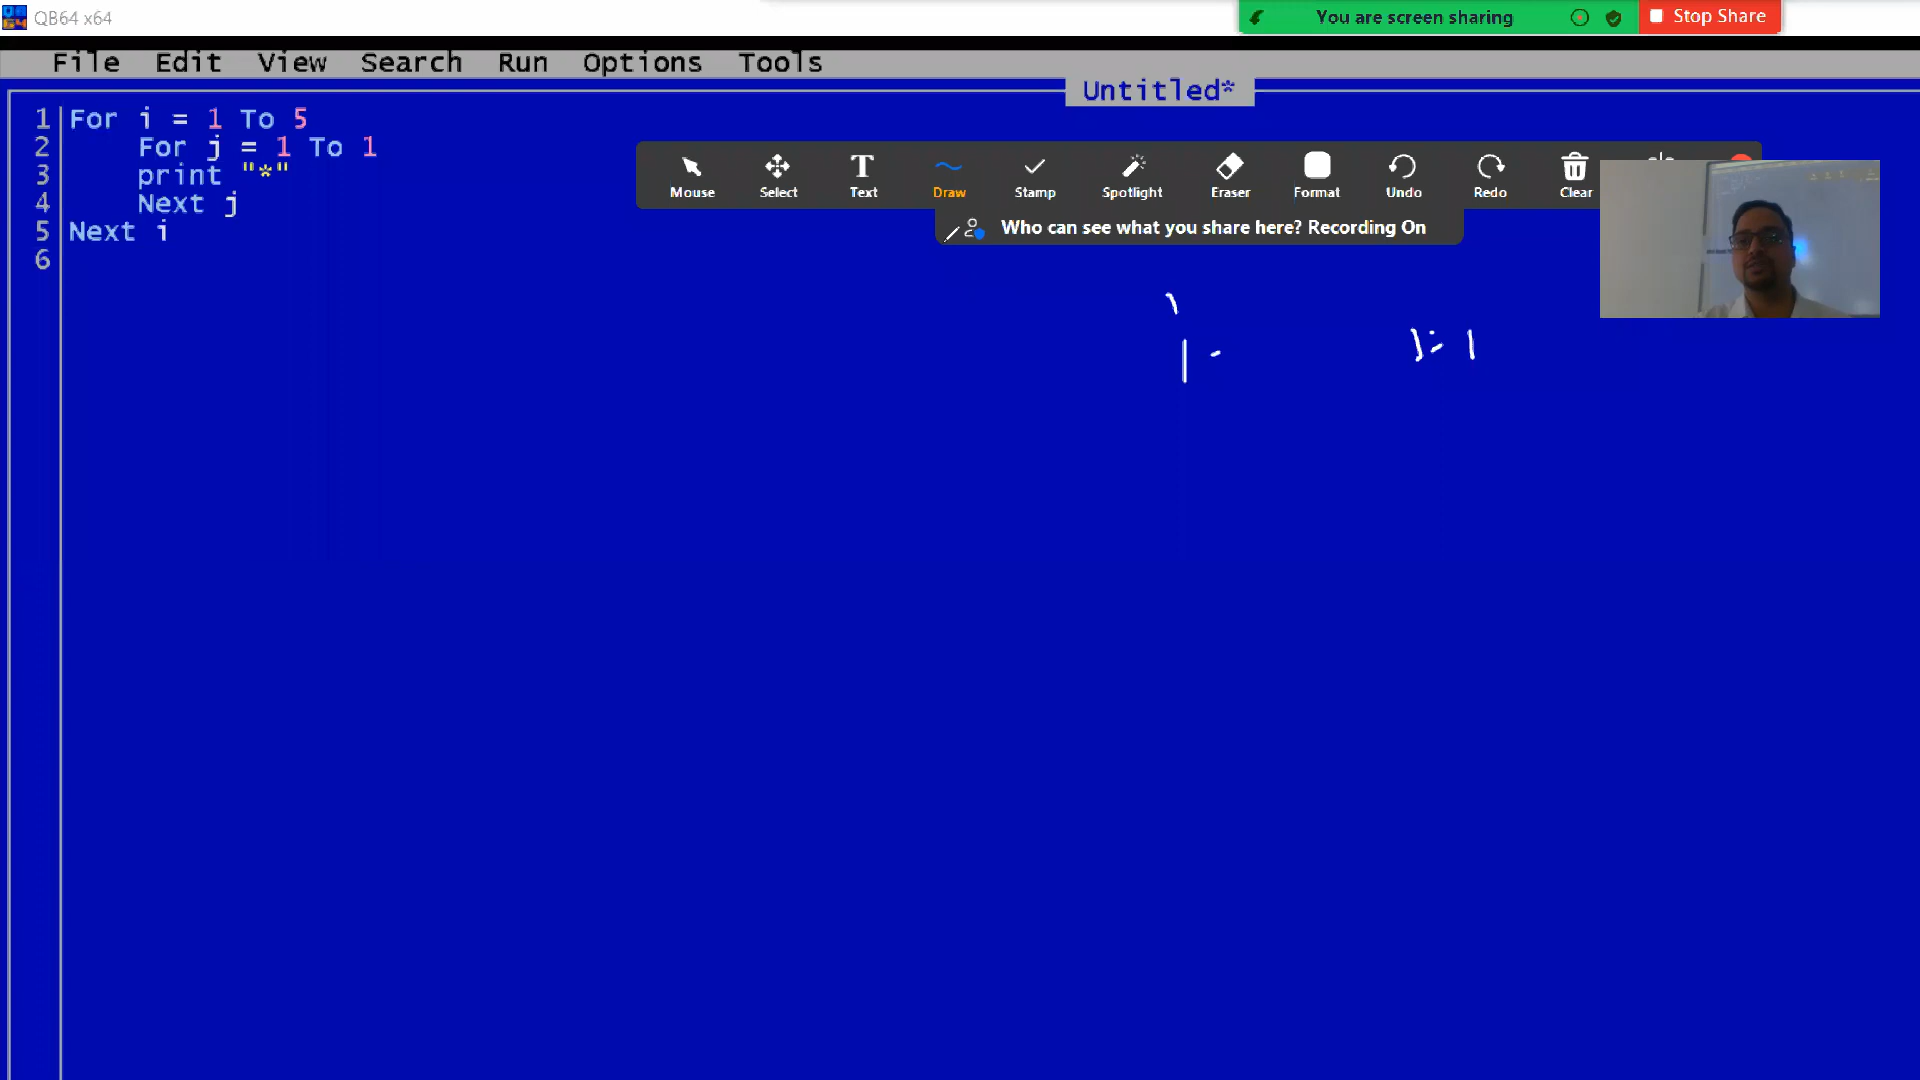 QB64 x64
You are screen sharing
Stop Share
File Edit View Search Run Options Tools
Untitled*
1 For i = 1 To 5
2 For j = 1 To 1
3 print "*"
4 Next j
5 Next i
6
Mouse Select Text Draw Stamp Spotlight Eraser Format Undo Redo Clear
Who can see what you share here? Recording On